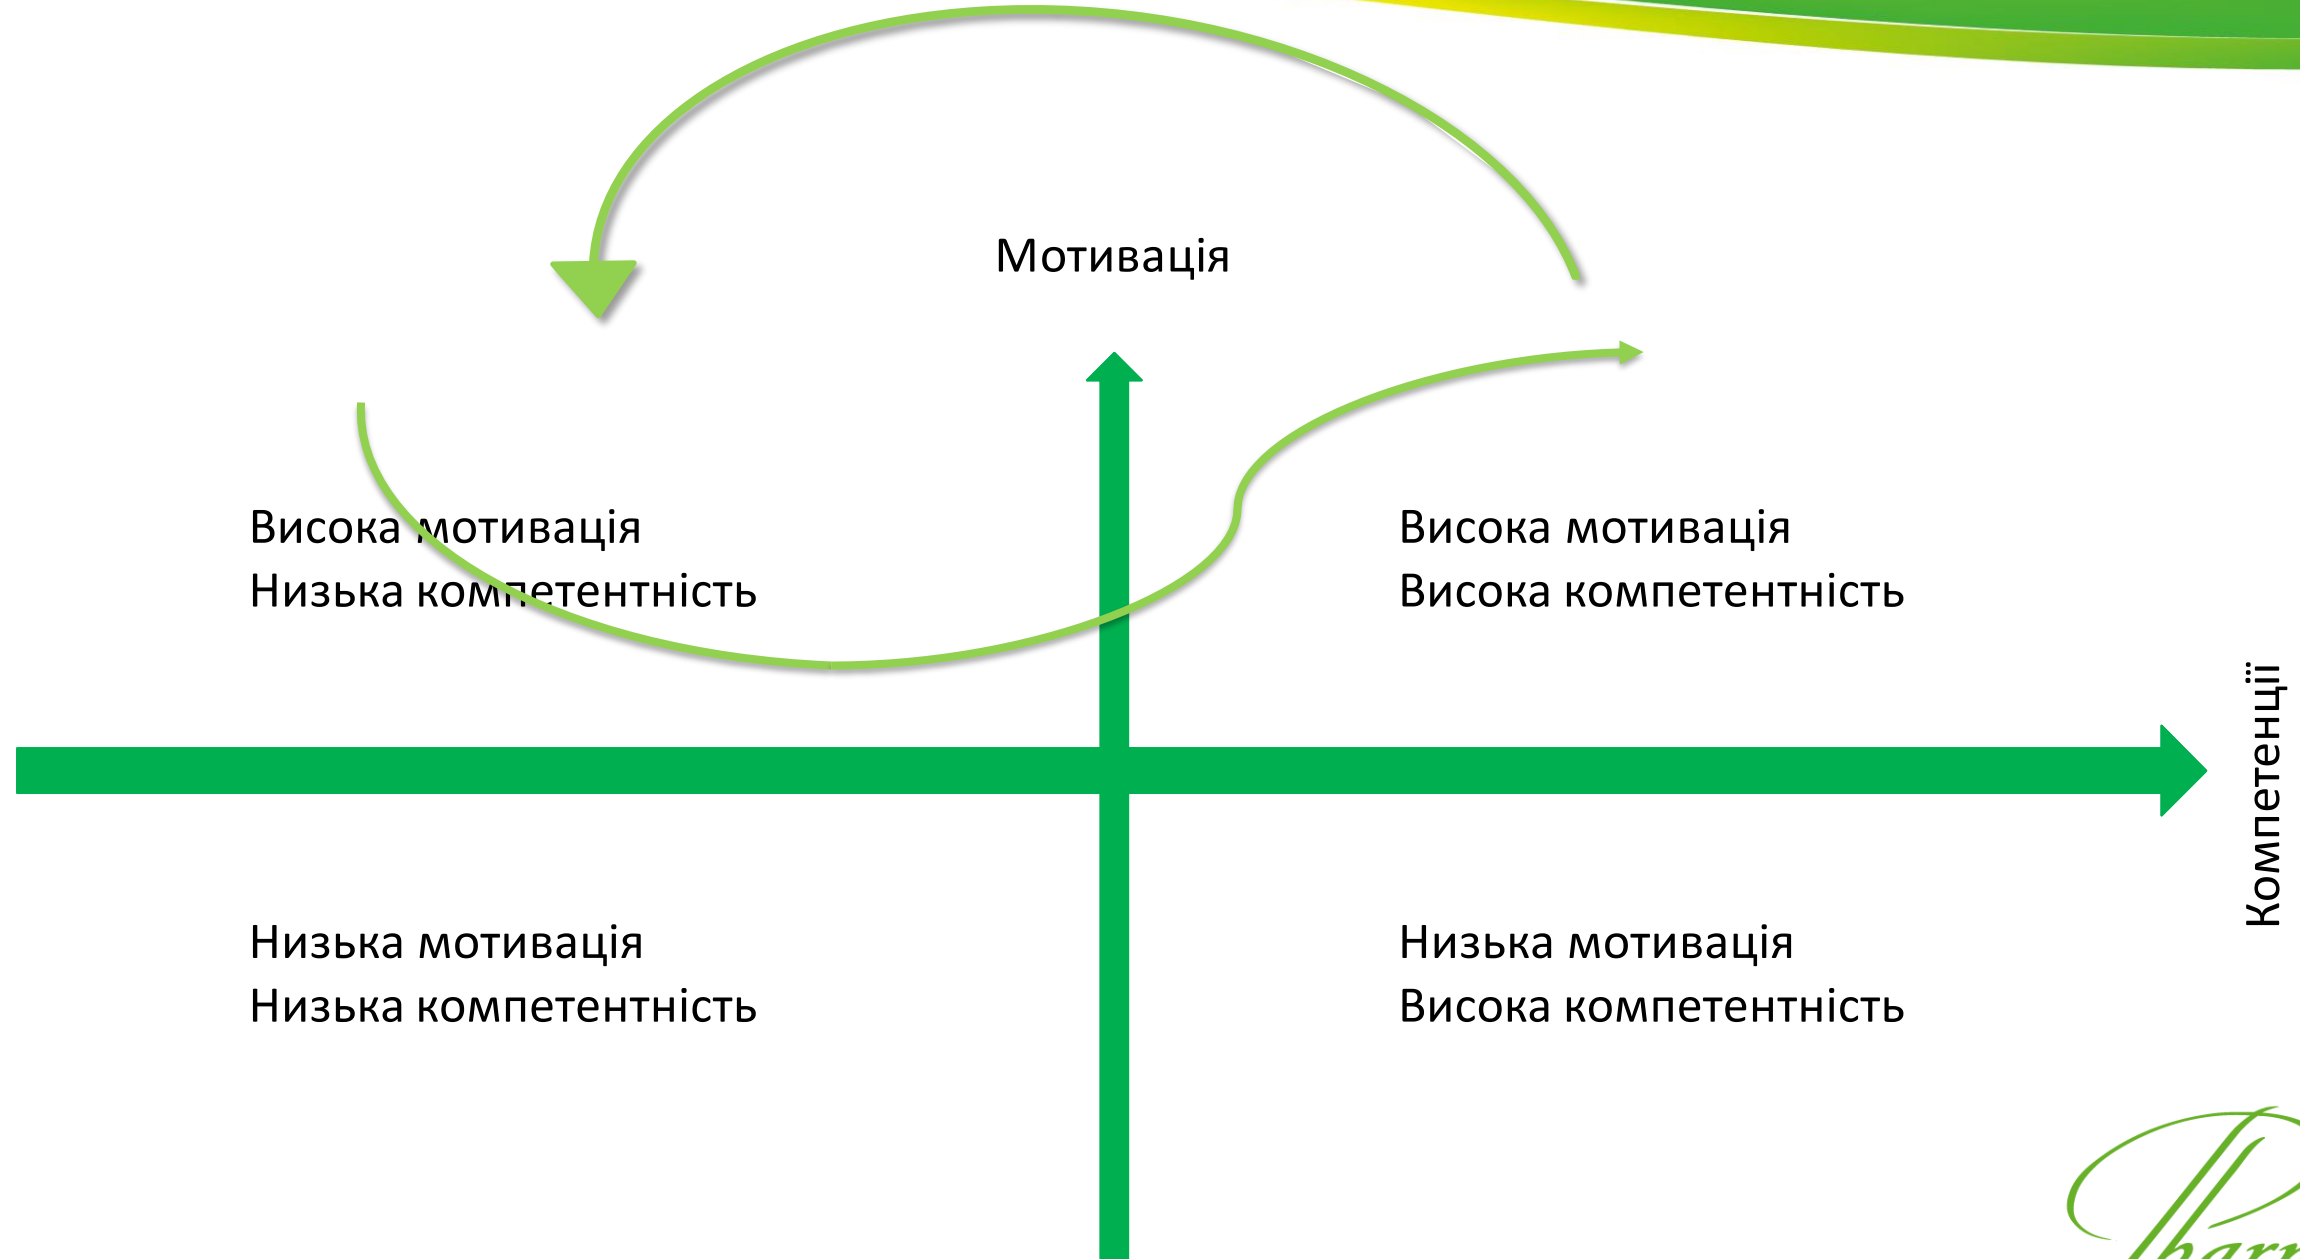 Мотивація
Висока мотивація
Низька компетентність
Висока мотивація
Висока компетентність
Компетенції
Низька мотивація
Низька компетентність
Низька мотивація
Висока компетентність